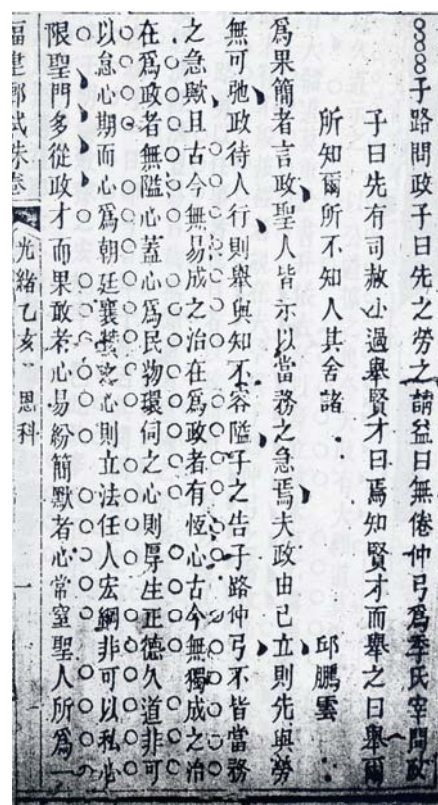 子路問政子曰先之勞之請益曰無倦仲弓爲季氏宰問政
子曰先有司赦小過舉賢才曰焉知賢才而舉之曰舉爾
所知爾所不知人其舍諸
邱鵬雲
爲果簡者言政聖人皆示以當務之急焉夫政由己立則先與勞
無可弛政待人行則舉與知不容隘子之告子路仲弓不皆當務
之急歟且古今無易成之治在爲政者有恆心古今無獨成之治
在爲政者無隘心蓋心爲民物環伺之心則厚生正德久道非可
以怠心期而心爲朝廷襄之心則立法任人宏綱非可以私心
限聖門多從政才而果敢者心易紛簡默者心常窒聖人所爲一
福建鄉試硃卷
光緒乙亥
恩科
一